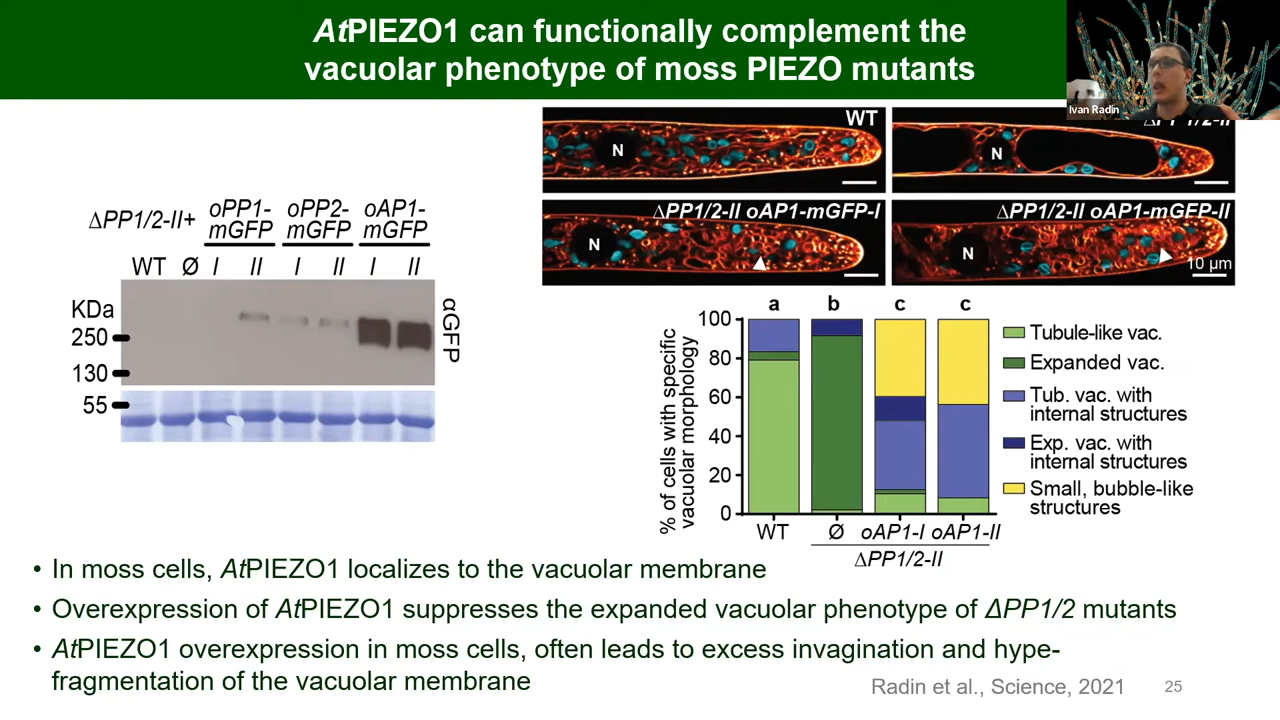 AtPIEZO1 can functionally complement the
vacuolar phenotype of moss PIEZO mutants
Ivan Radin
ΔPP1/2-II+
oPP1-
mGFP
oPP2-
mGFP
oAP1-
mGFP
WT Ø I II I II I II
KDa
250
130
55
αGFP
WT
N
ΔPP1/2-II
N
ΔPP1/2-II oAP1-mGFP-I
N
ΔPP1/2-II oAP1-mGFP-II
N
10 µm
% of cells with specific
vacuolar morphology
100
80
60
40
20
0
a b c c
WT Ø oAP1-I oAP1-II
ΔPP1/2-II
Tubule-like vac.
Expanded vac.
Tub. vac. with
internal structures
Exp. vac. with
internal structures
Small, bubble-like
structures
• In moss cells, AtPIEZO1 localizes to the vacuolar membrane
• Overexpression of AtPIEZO1 suppresses the expanded vacuolar phenotype of ΔPP1/2 mutants
• AtPIEZO1 overexpression in moss cells, often leads to excess invagination and hype-
fragmentation of the vacuolar membrane
Radin et al., Science, 2021
25